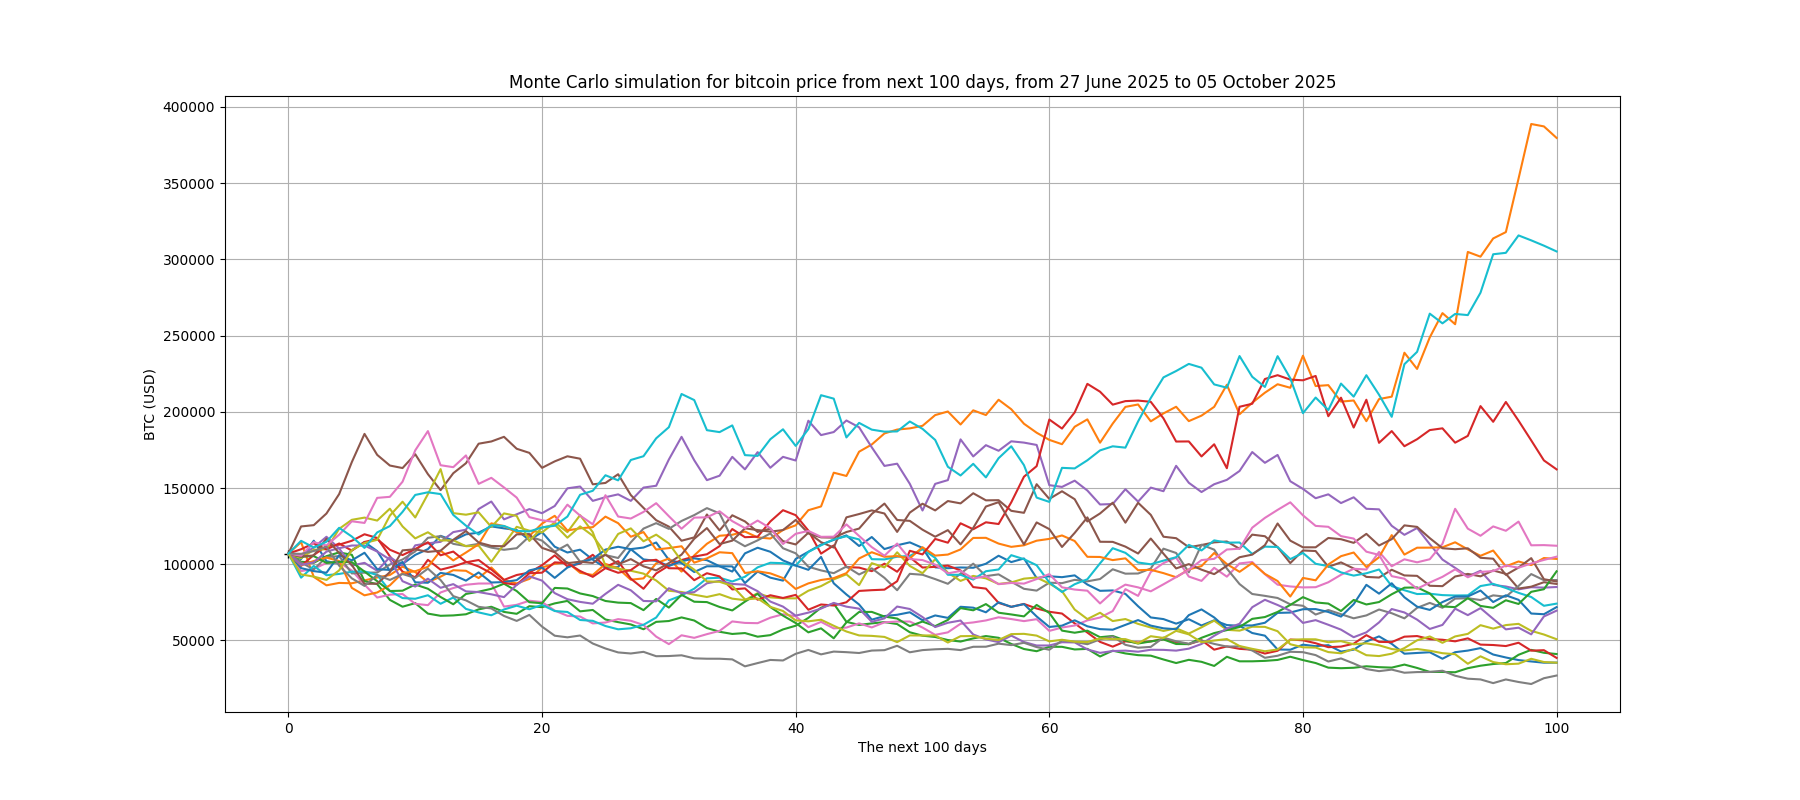 Monte Carlo simulation for bitcoin price from next 100 days, from 27 June 2025 to 05 October 2025
400000
350000
300000
250000
200000
150000
100000
50000
BTC (USD)
0 20 40 60 80 100
The next 100 days